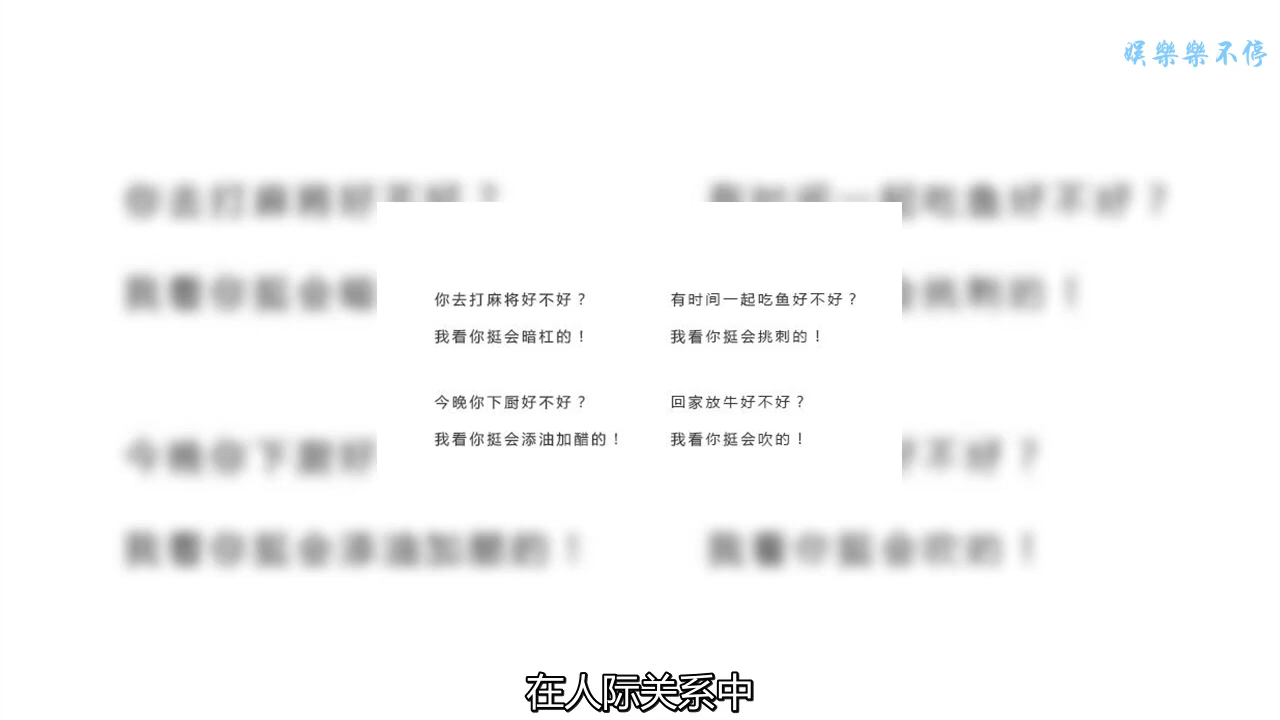 娱樂樂不停
你去打麻将好不好？
我看你挺会暗杠的！
有时间一起吃鱼好不好？
我看你挺会挑刺的！
今晚你下厨好不好？
我看你挺会添油加醋的！
回家放牛好不好？
我看你挺会吹的！
在人际关系中